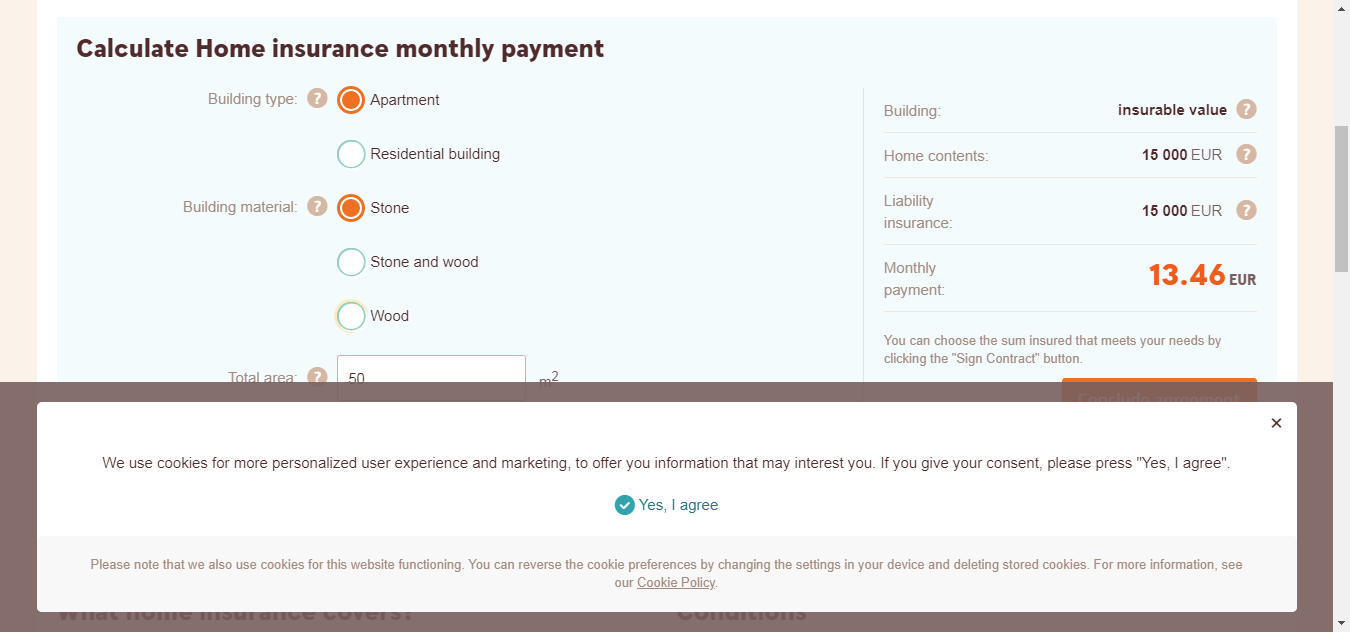 Calculate Home insurance monthly payment
Building type: ? Apartment
Residential building
Building material: ? Stone
Stone and wood
Wood
Total area: ? 50 m2
Building: insurable value ?
Home contents: 15 000 EUR ?
Liability
insurance: 15 000 EUR ?
Monthly
payment: 13.46 EUR
You can choose the sum insured that meets your needs by
clicking the "Sign Contract" button.
Conclude agreement
×
We use cookies for more personalized user experience and marketing, to offer you information that may interest you. If you give your consent, please press "Yes, I agree".
Yes, I agree
Please note that we also use cookies for this website functioning. You can reverse the cookie preferences by changing the settings in your device and deleting stored cookies. For more information, see
our Cookie Policy.
What home insurance covers?
Conditions